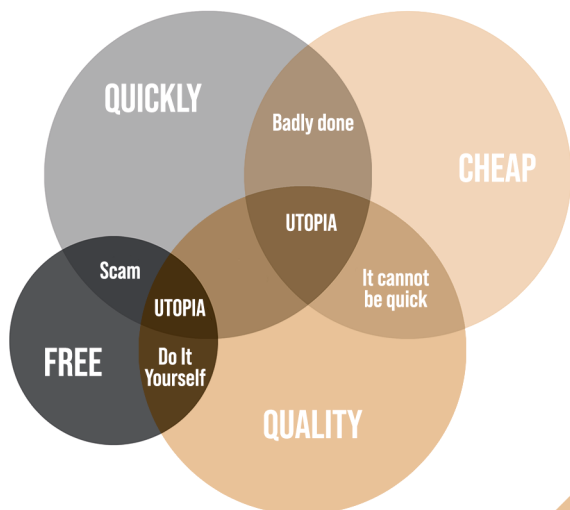 QUICKLY
Badly done
CHEAP
UTOPIA
Scam
It cannot
be quick
UTOPIA
FREE
Do It
Yourself
QUALITY